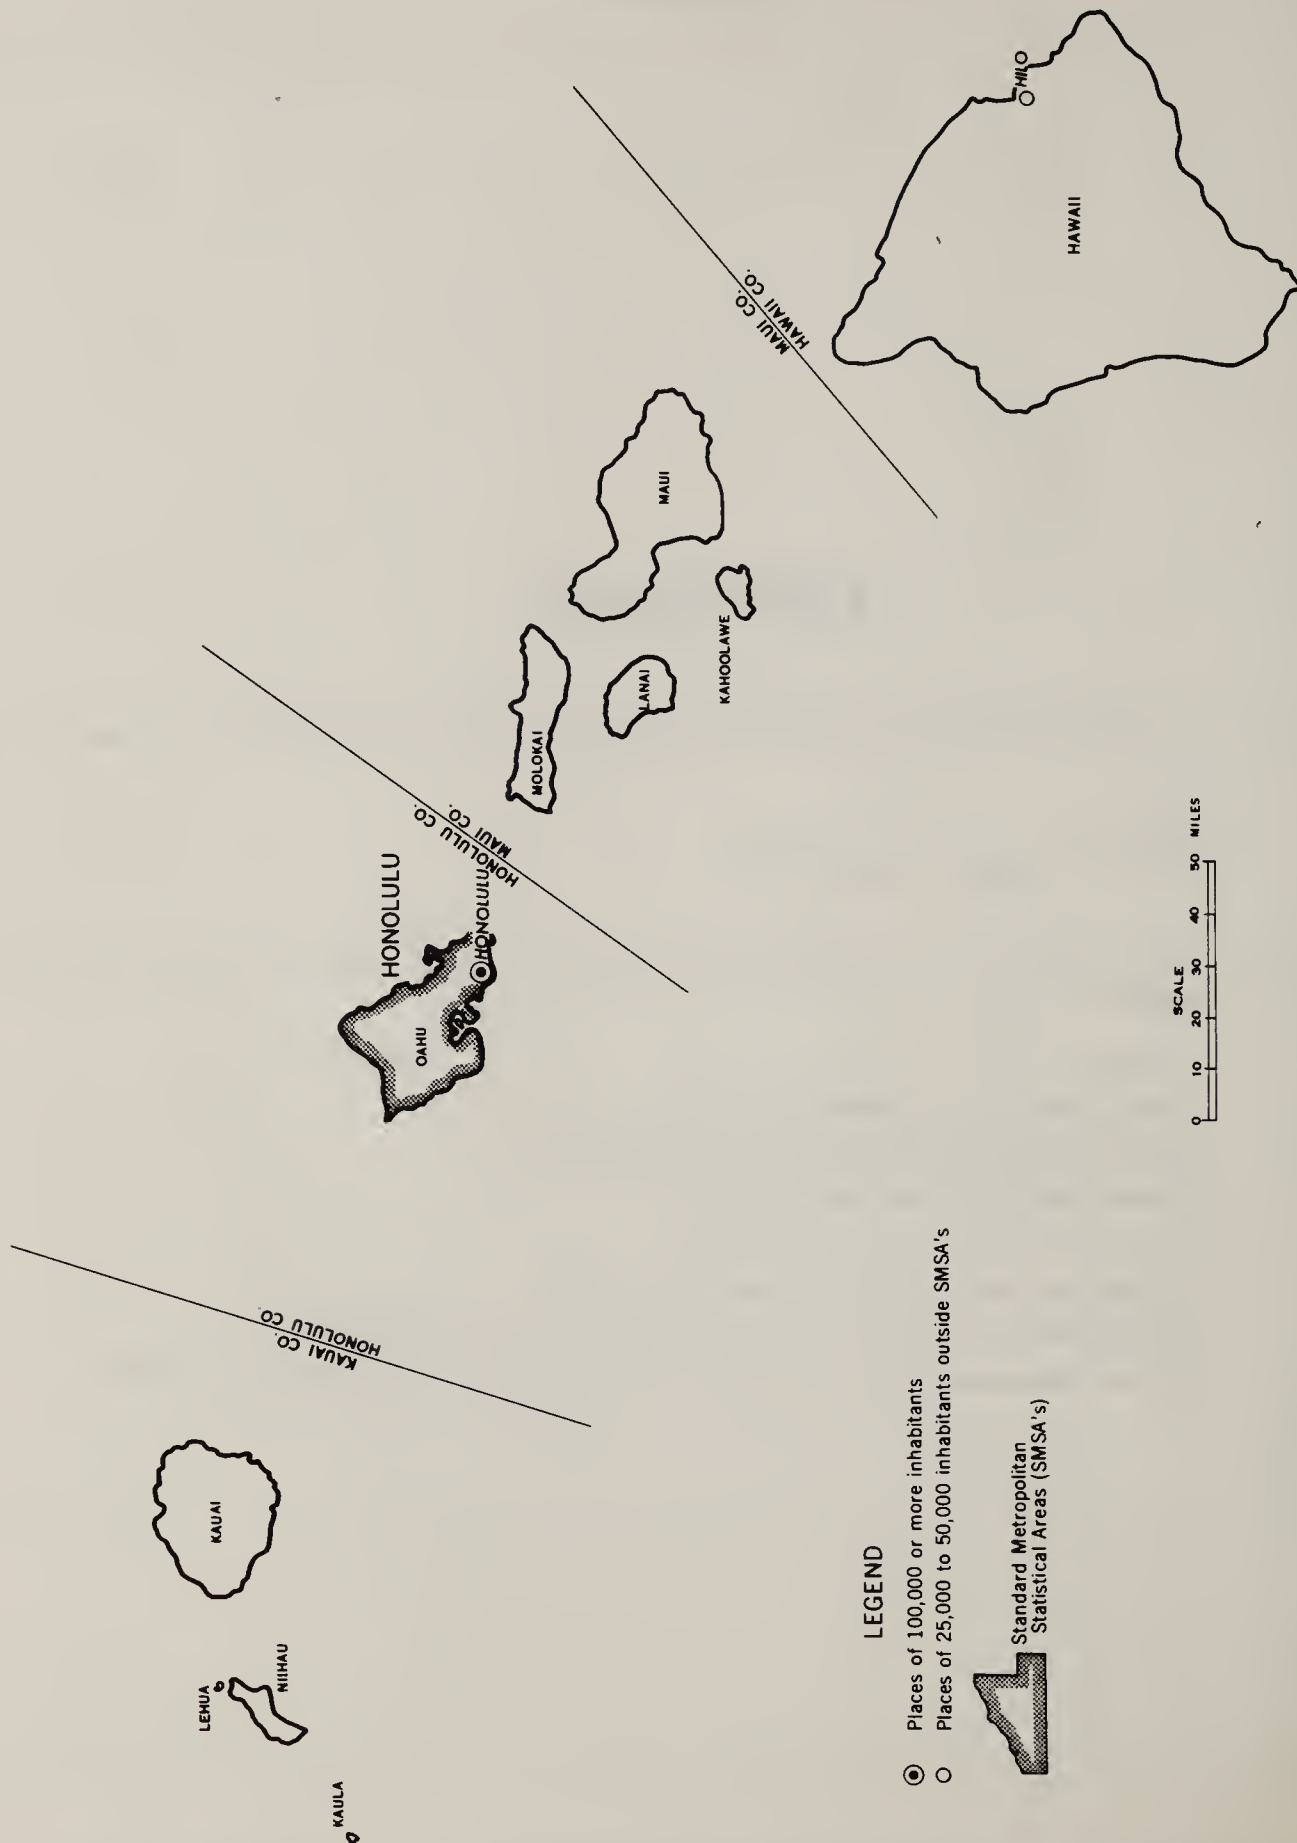 KAULA
LEHUA
NIIHAU
KAUAI
KAUAI CO.
HONOLULU CO.
OAHU
HONOLULU
HONOLULU
HONOLULU CO.
MAUI CO.
MOLOKAI
LANAI
KAHOOLAWE
MAUI
MAUI CO.
HAWAII CO.
HAWAII
HILO
LEGEND
Places of 100,000 or more inhabitants
Places of 25,000 to 50,000 inhabitants outside SMSA's
Standard Metropolitan
Statistical Areas (SMSA's)
SCALE
0 10 20 30 40 50 MILES